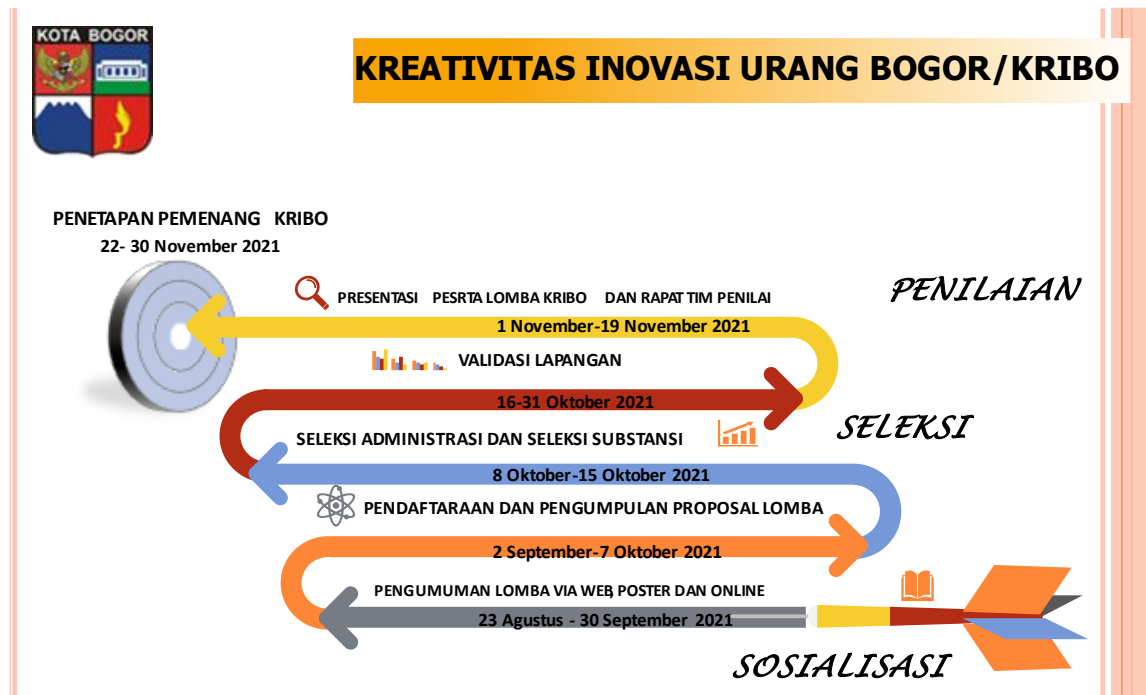 KOTA BOGOR
KREATIVITAS INOVASI URANG BOGOR/KRIBO
PENETAPAN PEMENANG KRIBO
22- 30 November 2021
PRESENTASI PESRTA LOMBA KRIBO DAN RAPAT TIM PENILAI
PENILAIAN
1 November-19 November 2021
VALIDASI LAPANGAN
16-31 Oktober 2021
SELEKSI
SELEKSI ADMINISTRASI DAN SELEKSI SUBSTANSI
8 Oktober-15 Oktober 2021
PENDAFTARAAN DAN PENGUMPULAN PROPOSAL LOMBA
2 September-7 Oktober 2021
PENGUMUMAN LOMBA VIA WEB, POSTER DAN ONLINE
23 Agustus - 30 September 2021
SOSIALISASI